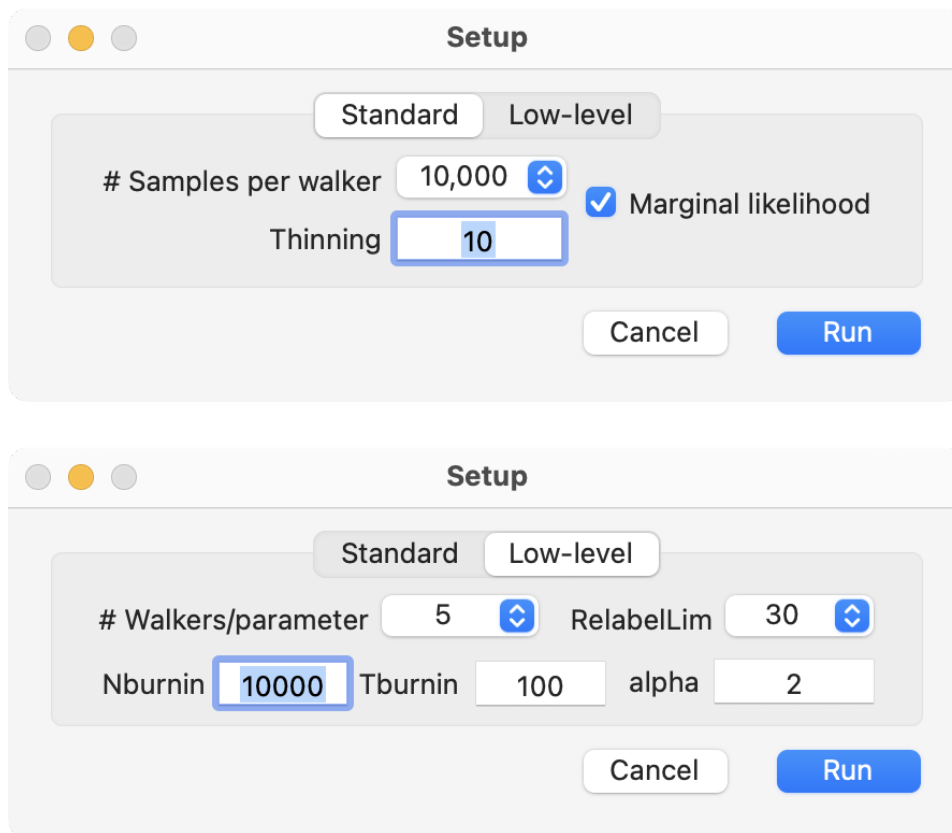 Setup
Standard Low-level
# Samples per walker 10,000
Marginal likelihood
Thinning 10
Cancel Run
Setup
Standard Low-level
# Walkers/parameter 5 RelabelLim 30
Nburnin 10000 Tburnin 100 alpha 2
Cancel Run